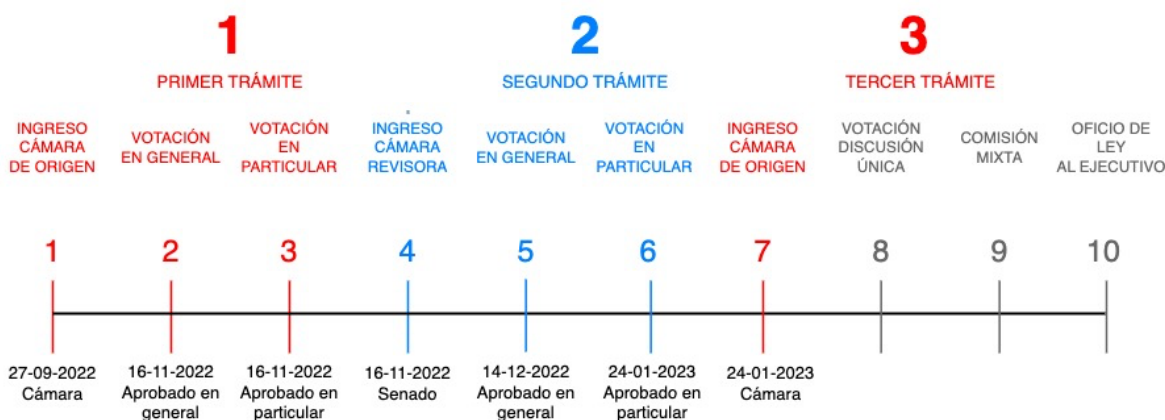 1
PRIMER TRÁMITE
2
SEGUNDO TRÁMITE
3
TERCER TRÁMITE
INGRESO
CÁMARA
DE ORIGEN
VOTACIÓN
EN GENERAL
VOTACIÓN
EN
PARTICULAR
INGRESO
CÁMARA
REVISORA
VOTACIÓN
EN GENERAL
VOTACIÓN
EN
PARTICULAR
INGRESO
CÁMARA
DE ORIGEN
VOTACIÓN
DISCUSIÓN
ÚNICA
COMISIÓN
MIXTA
OFICIO DE
LEY
AL EJECUTIVO
1
2
3
4
5
6
7
8
9
10
27-09-2022
Cámara
16-11-2022
Aprobado en
general
16-11-2022
Aprobado en
particular
16-11-2022
Senado
14-12-2022
Aprobado en
general
24-01-2023
Aprobado en
particular
24-01-2023
Cámara